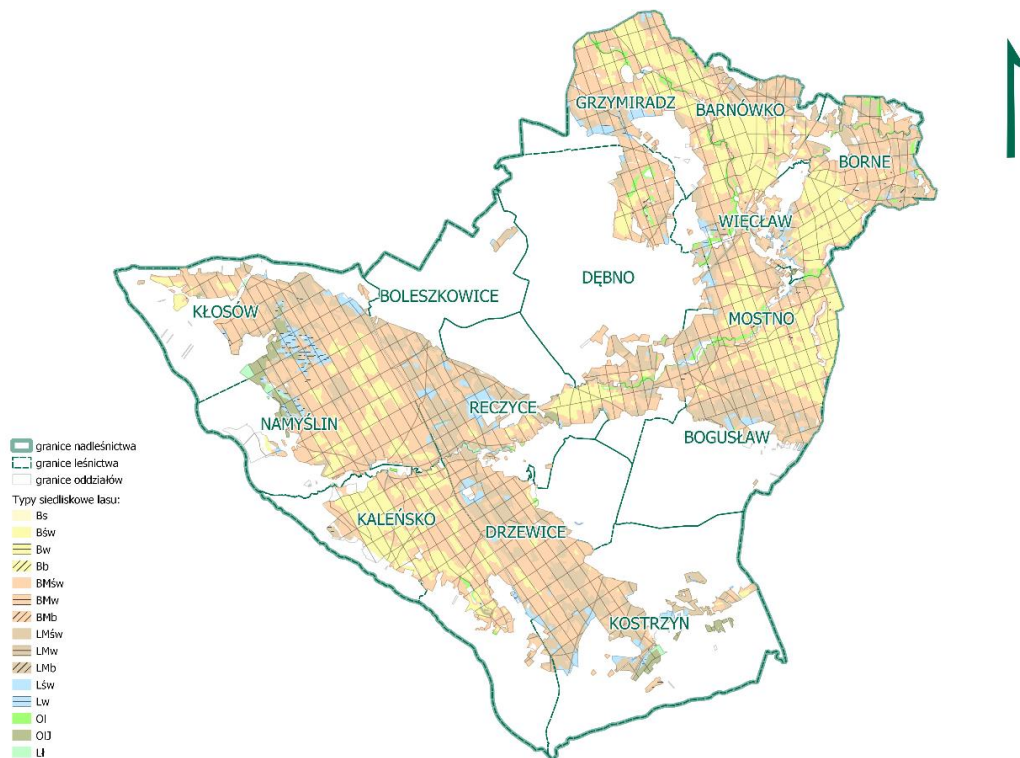 GRZYMIRADZ
BARNÓWKO
BORNE
WIĘCŁAW
DĘBNO
BOLESZKOWICE
KŁOSÓW
MOSTNO
RECZYCE
NAMYŚLIN
BOGUSŁAW
KALEŃSKO
DRZEWICE
KOSTRZYN
granice nadleśnictwa
granice leśnictwa
granice oddziałów
Typy siedliskowe lasu:
Bs
Bśw
Bw
Bb
BMśw
BMw
BMb
LMśw
LMw
LMb
Lśw
Lw
Ol
OlJ
Lł